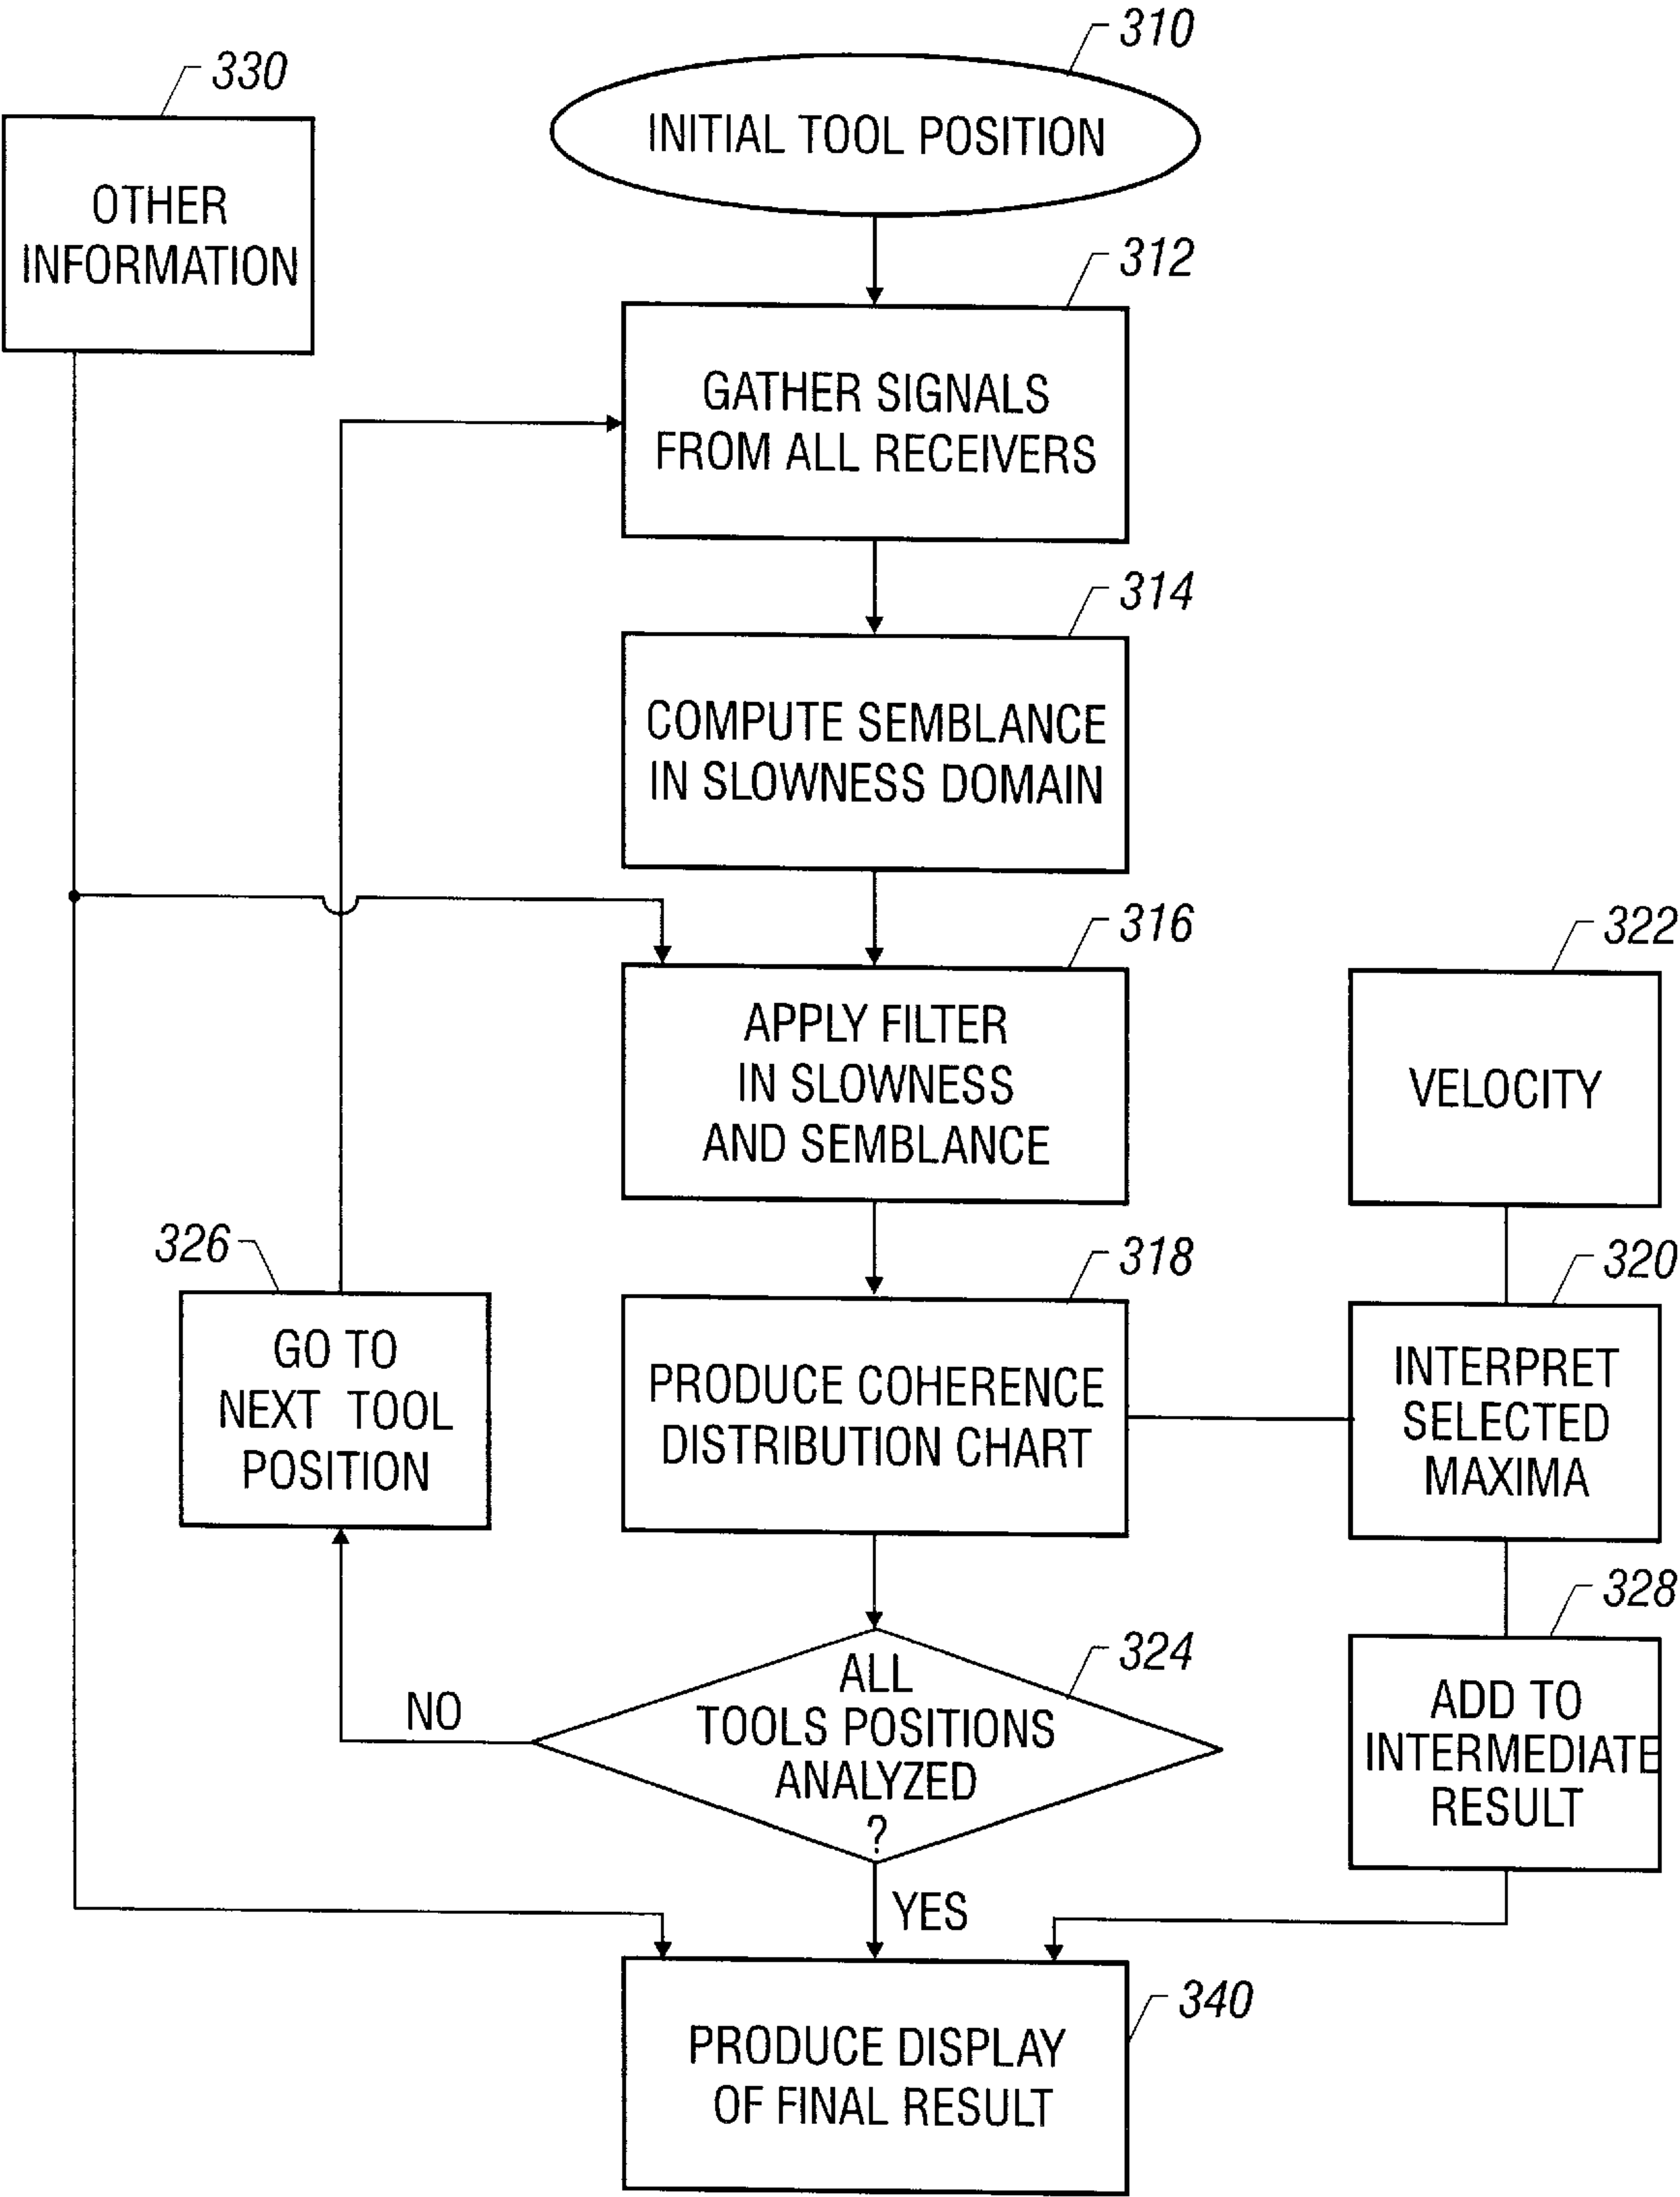 310
INITIAL TOOL POSITION
330
OTHER
INFORMATION
312
GATHER SIGNALS
FROM ALL RECEIVERS
314
COMPUTE SEMBLANCE
IN SLOWNESS DOMAIN
316
APPLY FILTER
IN SLOWNESS
AND SEMBLANCE
322
VELOCITY
326
GO TO
NEXT TOOL
POSITION
318
PRODUCE COHERENCE
DISTRIBUTION CHART
320
INTERPRET
SELECTED
MAXIMA
324
ALL
TOOLS POSITIONS
ANALYZED
?
NO
YES
328
ADD TO
INTERMEDIATE
RESULT
340
PRODUCE DISPLAY
OF FINAL RESULT